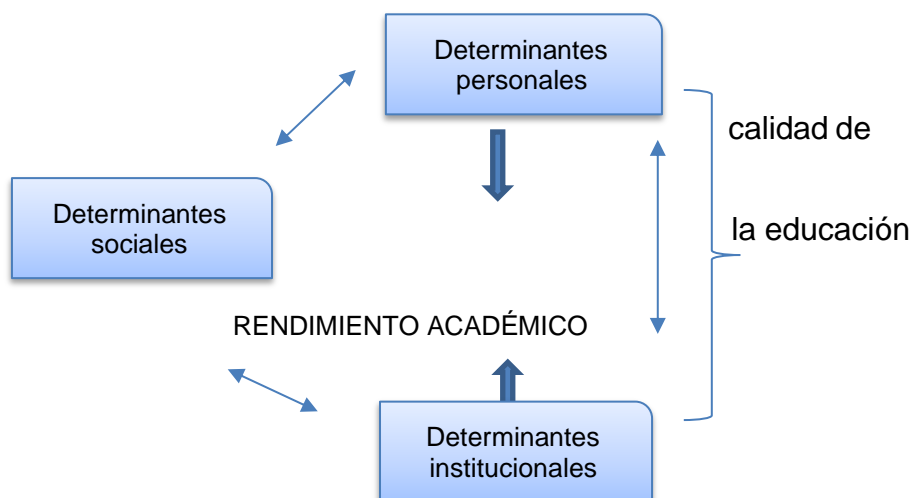 Determinantes
personales
calidad de
Determinantes
sociales
la educación
RENDIMIENTO ACADÉMICO
Determinantes
institucionales